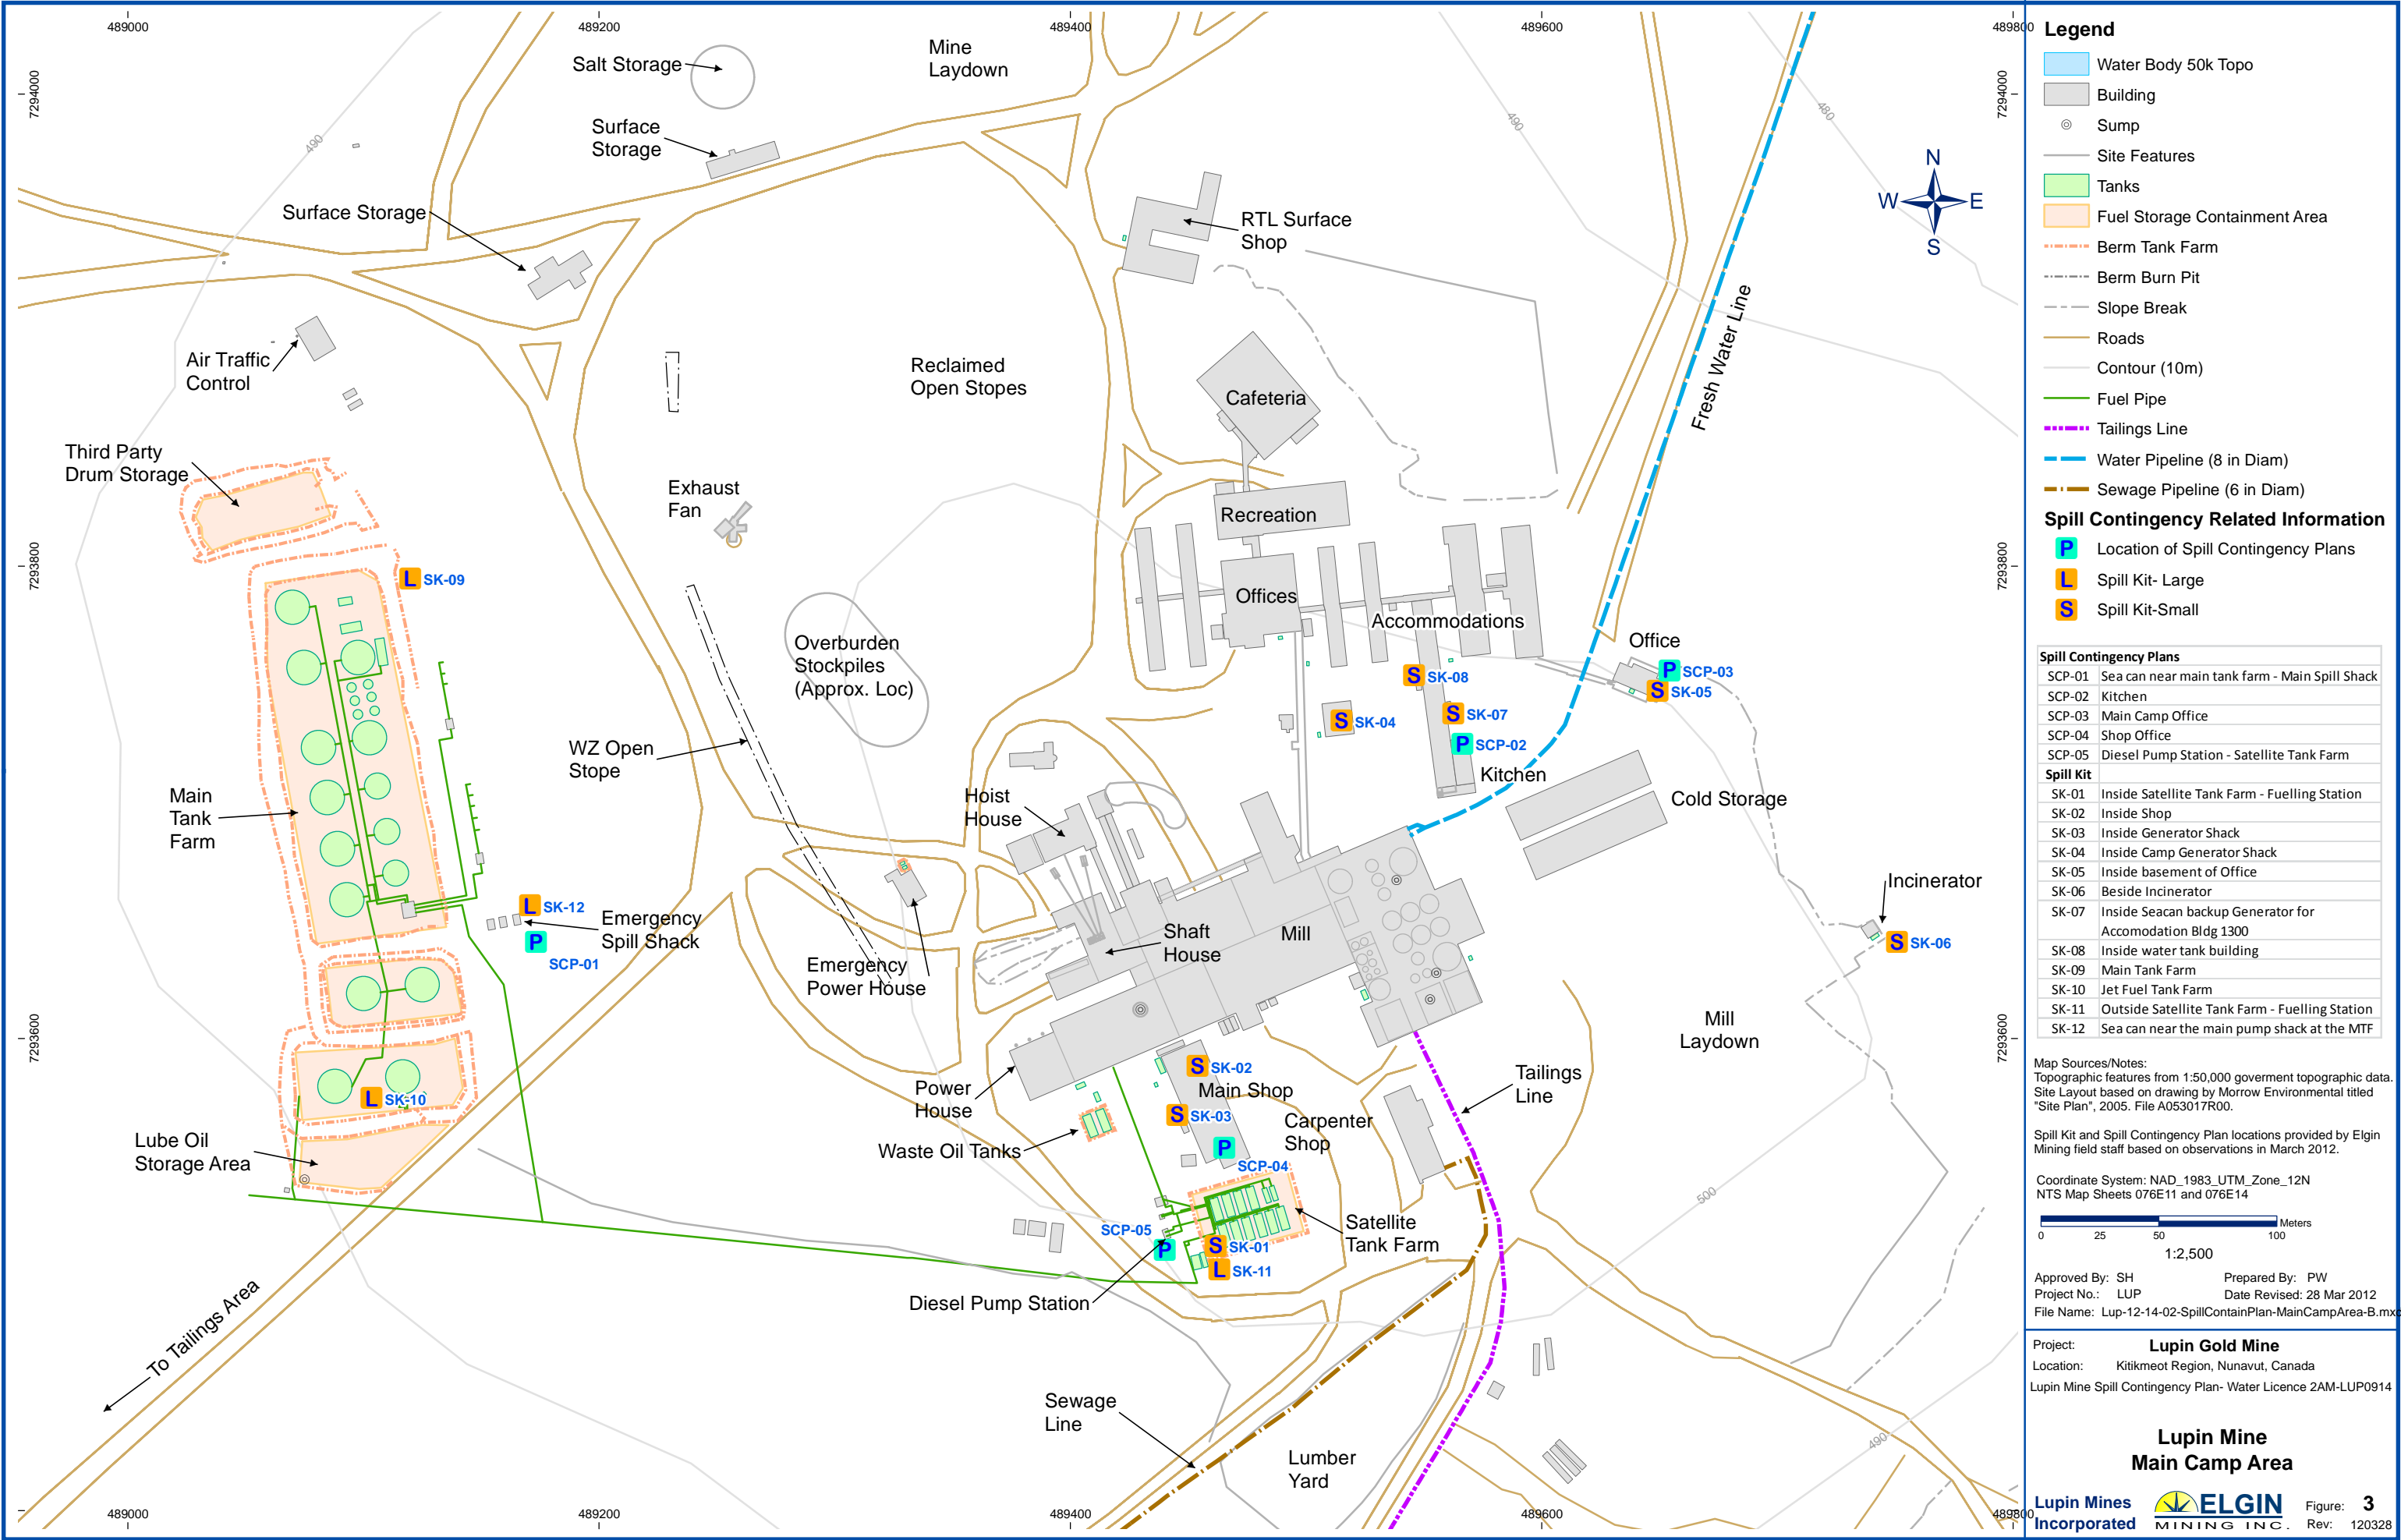 489000
489200
489400
489600
489800
7294000
7293800
7293600
7294000
7293800
7293600
489000
489200
489400
489600
489800
Salt Storage
Mine
Laydown
Surface
Storage
490
490
480
N
W
E
S
Surface Storage
RTL Surface
Shop
Air Traffic
Control
Reclaimed
Open Stopes
Fresh Water Line
Cafeteria
Third Party
Drum Storage
Exhaust
Fan
Recreation
L SK-09
Offices
Accommodations
Overburden
Stockpiles
(Approx. Loc)
Office
P SCP-03
S SK-05
S SK-08
S SK-04
S SK-07
P SCP-02
Kitchen
WZ Open
Stope
Main
Tank
Farm
Hoist
House
Cold Storage
Incinerator
L SK-12
P
SCP-01
Emergency
Spill Shack
Emergency
Power House
Shaft
House
Mill
S SK-06
Mill
Laydown
L SK-10
Power
House
S SK-02
Main Shop
S SK-03
Carpenter
Shop
Tailings
Line
Lube Oil
Storage Area
Waste Oil Tanks
P
SCP-04
500
SCP-05
P
S SK-01
L SK-11
Satellite
Tank Farm
Diesel Pump Station
To Tailings Area
Sewage
Line
Lumber
Yard
490
Legend
Water Body 50k Topo
Building
Sump
Site Features
Tanks
Fuel Storage Containment Area
Berm Tank Farm
Berm Burn Pit
Slope Break
Roads
Contour (10m)
Fuel Pipe
Tailings Line
Water Pipeline (8 in Diam)
Sewage Pipeline (6 in Diam)
Spill Contingency Related Information
P Location of Spill Contingency Plans
L Spill Kit- Large
S Spill Kit-Small
Spill Contingency Plans
SCP-01 Sea can near main tank farm - Main Spill Shack
SCP-02 Kitchen
SCP-03 Main Camp Office
SCP-04 Shop Office
SCP-05 Diesel Pump Station - Satellite Tank Farm
Spill Kit
SK-01 Inside Satellite Tank Farm - Fuelling Station
SK-02 Inside Shop
SK-03 Inside Generator Shack
SK-04 Inside Camp Generator Shack
SK-05 Inside basement of Office
SK-06 Beside Incinerator
SK-07 Inside Seacan backup Generator for
Accomodation Bldg 1300
SK-08 Inside water tank building
SK-09 Main Tank Farm
SK-10 Jet Fuel Tank Farm
SK-11 Outside Satellite Tank Farm - Fuelling Station
SK-12 Sea can near the main pump shack at the MTF
Map Sources/Notes:
Topographic features from 1:50,000 goverment topographic data.
Site Layout based on drawing by Morrow Environmental titled
"Site Plan", 2005. File A053017R00.
Spill Kit and Spill Contingency Plan locations provided by Elgin
Mining field staff based on observations in March 2012.
Coordinate System: NAD_1983_UTM_Zone_12N
NTS Map Sheets 076E11 and 076E14
Meters
0 25 50 100
1:2,500
Approved By: SH Prepared By: PW
Project No.: LUP Date Revised: 28 Mar 2012
File Name: Lup-12-14-02-SpillContainPlan-MainCampArea-B.mxd
Project: Lupin Gold Mine
Location: Kitikmeot Region, Nunavut, Canada
Lupin Mine Spill Contingency Plan- Water Licence 2AM-LUP0914
Lupin Mine
Main Camp Area
Lupin Mines
Incorporated
ELGIN
MINING INC.
Figure: 3
Rev: 120328